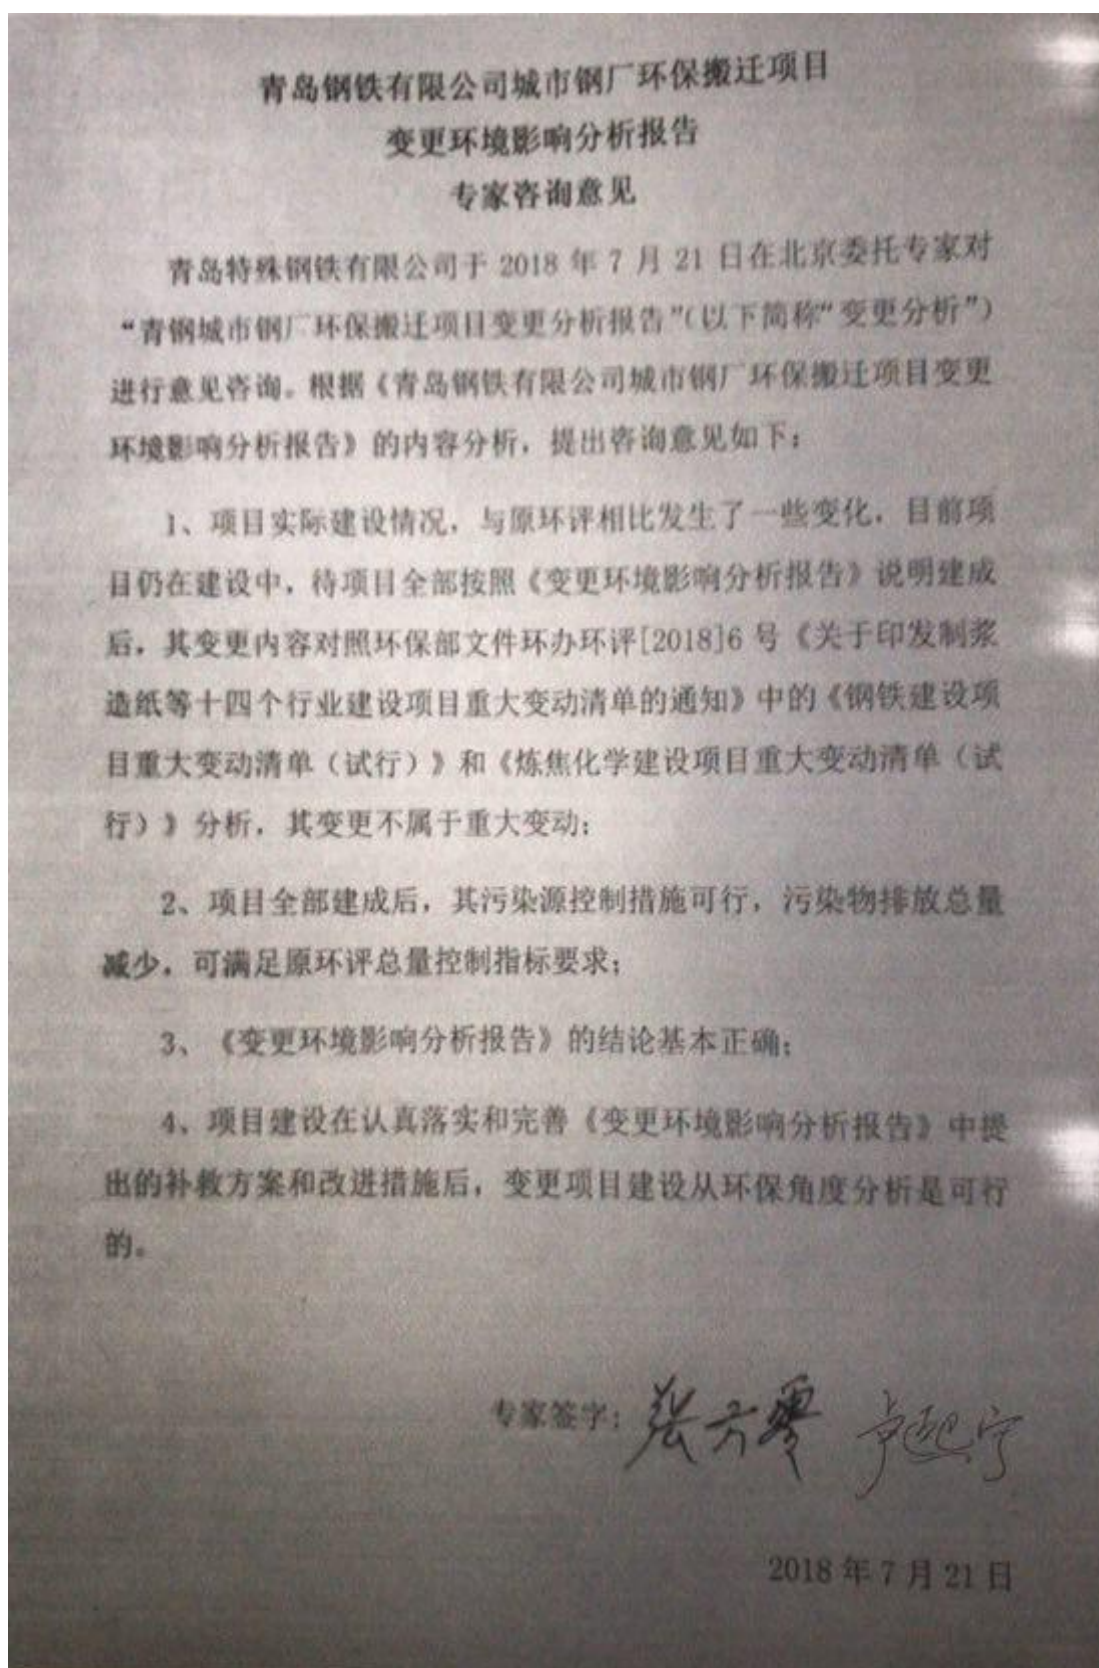 青岛钢铁有限公司城市钢厂环保搬迁项目
变更环境影响分析报告
专家咨询意见
青岛特殊钢铁有限公司于 2018 年 7 月 21 日在北京委托专家对
“青钢城市钢厂环保搬迁项目变更分析报告”(以下简称“变更分析”)
进行意见咨询。根据《青岛钢铁有限公司城市钢厂环保搬迁项目变更
环境影响分析报告》的内容分析，提出咨询意见如下：
1、项目实际建设情况，与原环评相比发生了一些变化，目前项
目仍在建设中，待项目全部按照《变更环境影响分析报告》说明建成
后，其变更内容对照环保部文件环办环评[2018]6 号《关于印发制浆
造纸等十四个行业建设项目重大变动清单的通知》中的《钢铁建设项
目重大变动清单（试行）》和《炼焦化学建设项目重大变动清单（试
行）》分析，其变更不属于重大变动；
2、项目全部建成后，其污染源控制措施可行，污染物排放总量
减少，可满足原环评总量控制指标要求；
3、《变更环境影响分析报告》的结论基本正确；
4、项目建设在认真落实和完善《变更环境影响分析报告》中提
出的补救方案和改进措施后，变更项目建设从环保角度分析是可行
的。
专家签字：
2018 年 7 月 21 日